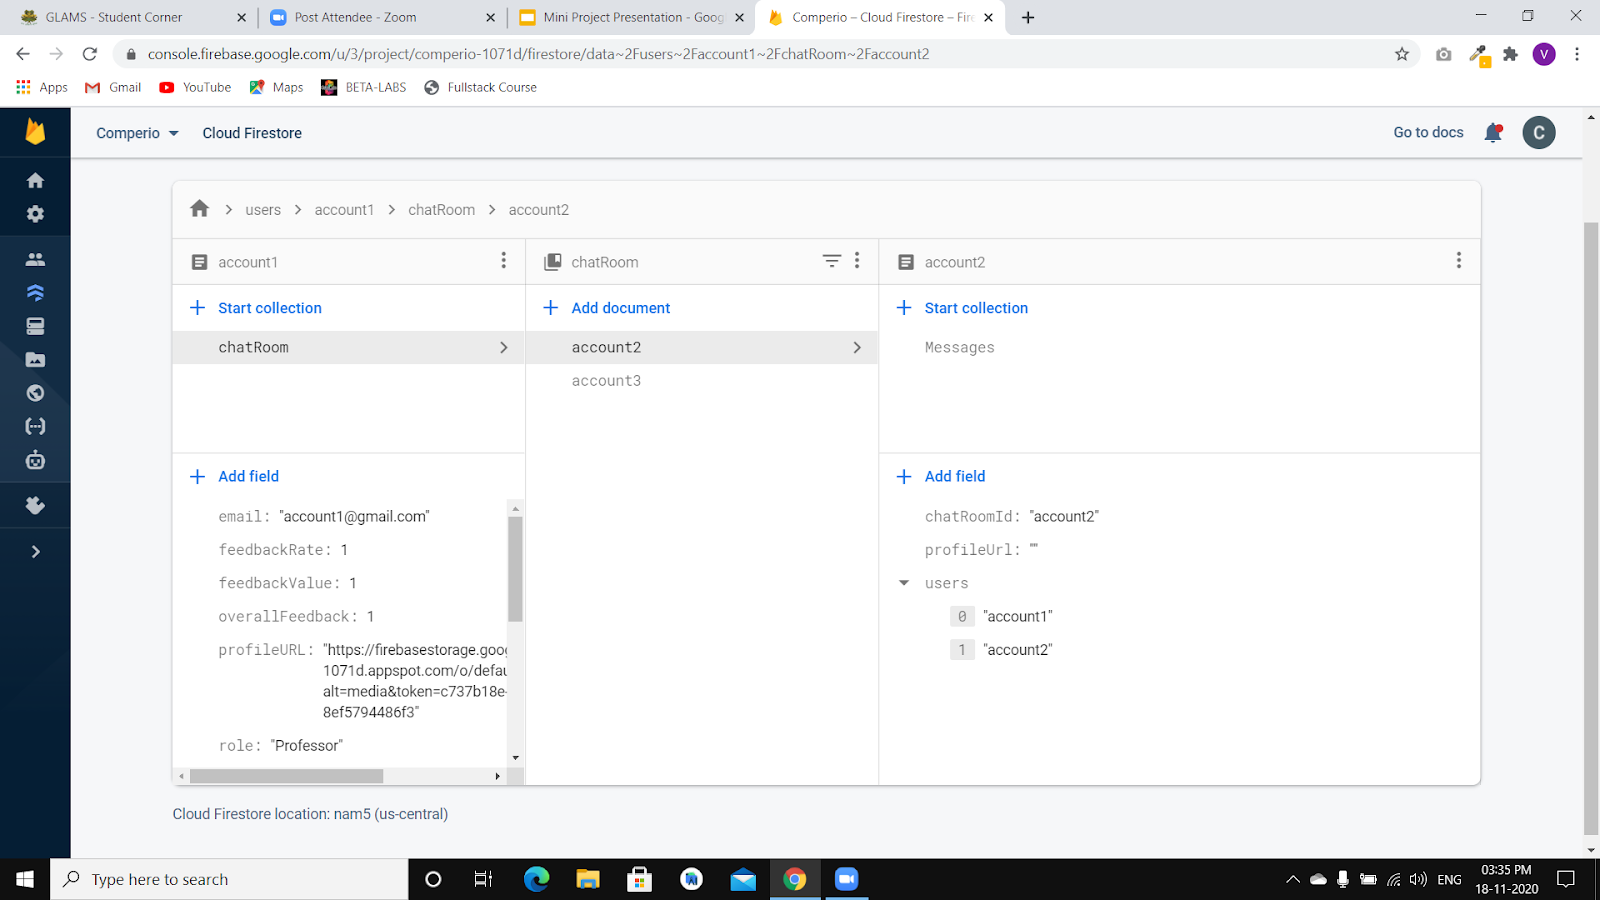 GLAMS - Student Corner
Post Attendee - Zoom
Mini Project Presentation - Goog
Comperio – Cloud Firestore – Fire
console.firebase.google.com/u/3/project/comperio-1071d/firestore/data~2Fusers~2Faccount1~2FchatRoom~2Faccount2
V
Apps
Gmail
YouTube
Maps
BETA-LABS
Fullstack Course
Comperio
Cloud Firestore
Go to docs
C
users
account1
chatRoom
account2
account1
chatRoom
account2
Start collection
Add document
Start collection
chatRoom
account2
Messages
account3
Add field
Add field
email: "account1@gmail.com"
feedbackRate: 1
feedbackValue: 1
overallFeedback: 1
profileURL: "https://firebasestorage.goog
1071d.appspot.com/o/defau
alt=media&token=c737b18e-
8ef5794486f3"
role: "Professor"
chatRoomId: "account2"
profileUrl: ""
users
0 "account1"
1 "account2"
Cloud Firestore location: nam5 (us-central)
Type here to search
ENG
03:35 PM
18-11-2020